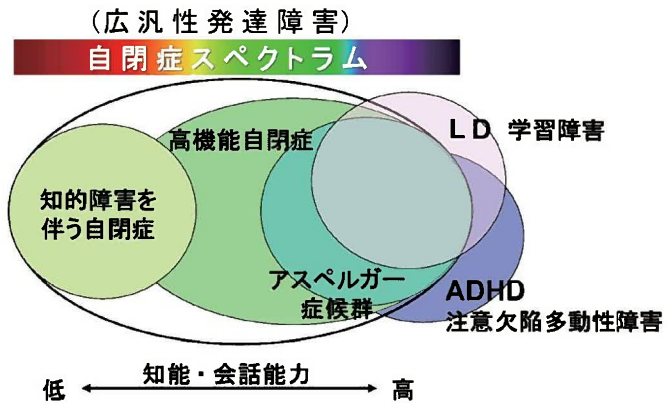 (広汎性発達障害)
自閉症スペクトラム
高機能自閉症
LD 学習障害
知的障害を
伴う自閉症
アスペルガー
症候群
ADHD
注意欠陥多動性障害
知能・会話能力
低
高